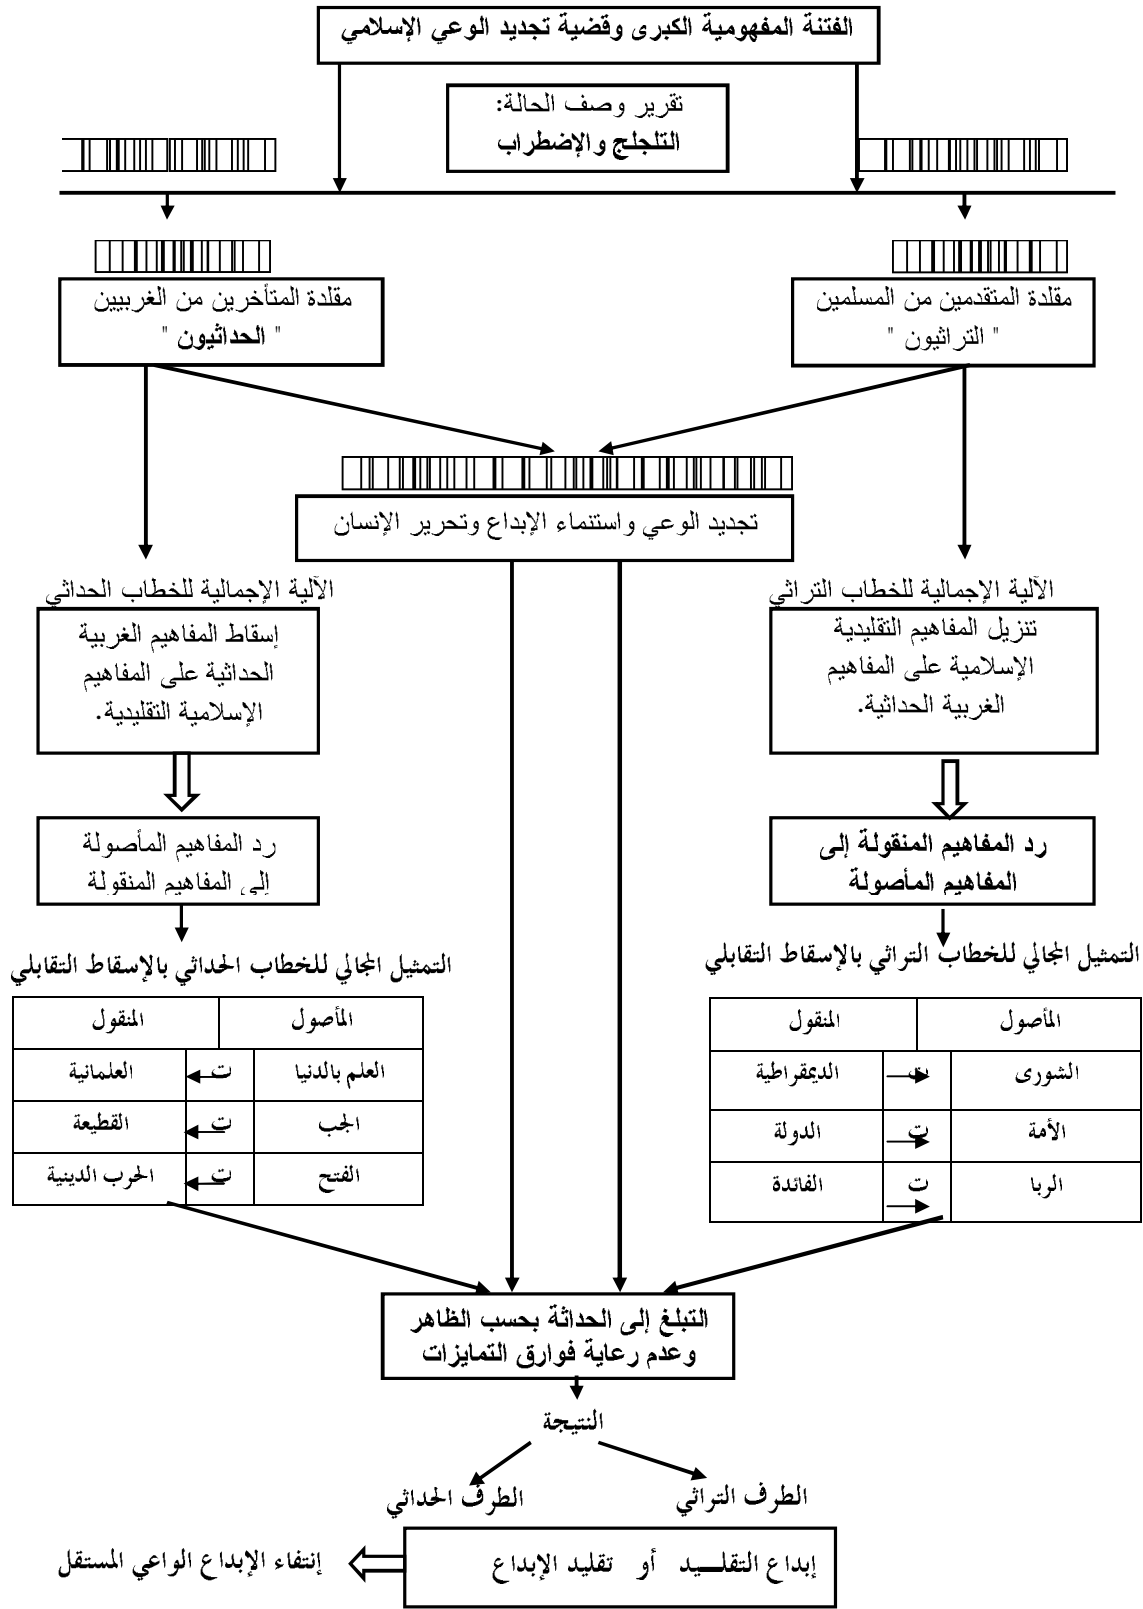 الفتنة المفهومية الكبرى وقضية تجديد الوعي الإسلامي
تقرير وصف الحالة:
التلجلج والإضطراب
مقلدة المتقدمين من المسلمين
" التراثيون "
مقلدة المتأخرين من الغربيين
" الحداثيون "
تجديد الوعي واستنماء الإبداع وتحرير الإنسان
الآلية الإجمالية للخطاب التراثي
تنزيل المفاهيم التقليدية
الإسلامية على المفاهيم
الغربية الحداثية.
رد المفاهيم المنقولة إلى
المفاهيم المأصولة
التمثيل المجالي للخطاب التراثي بالإسقاط التقابلي
المأصول المنقول
الشورى ت الديمقراطية
الأمة ت الدولة
الربا ت الفائدة
الآلية الإجمالية للخطاب الحداثي
إسقاط المفاهيم الغربية
الحداثية على المفاهيم
الإسلامية التقليدية.
رد المفاهيم المأصولة
إلى المفاهيم المنقولة
التمثيل المجالي للخطاب الحداثي بالإسقاط التقابلي
المأصول المنقول
العلم بالدنيا ت العلمانية
الجب ت القطيعة
الفتح ت الحرب الدينية
التبلغ إلى الحداثة بحسب الظاهر
وعدم رعاية فوارق التمايزات
النتيجة
الطرف التراثي الطرف الحداثي
إبداع التقلـــيد أو تقليد الإبداع
إنتفاء الإبداع الواعي المستقل